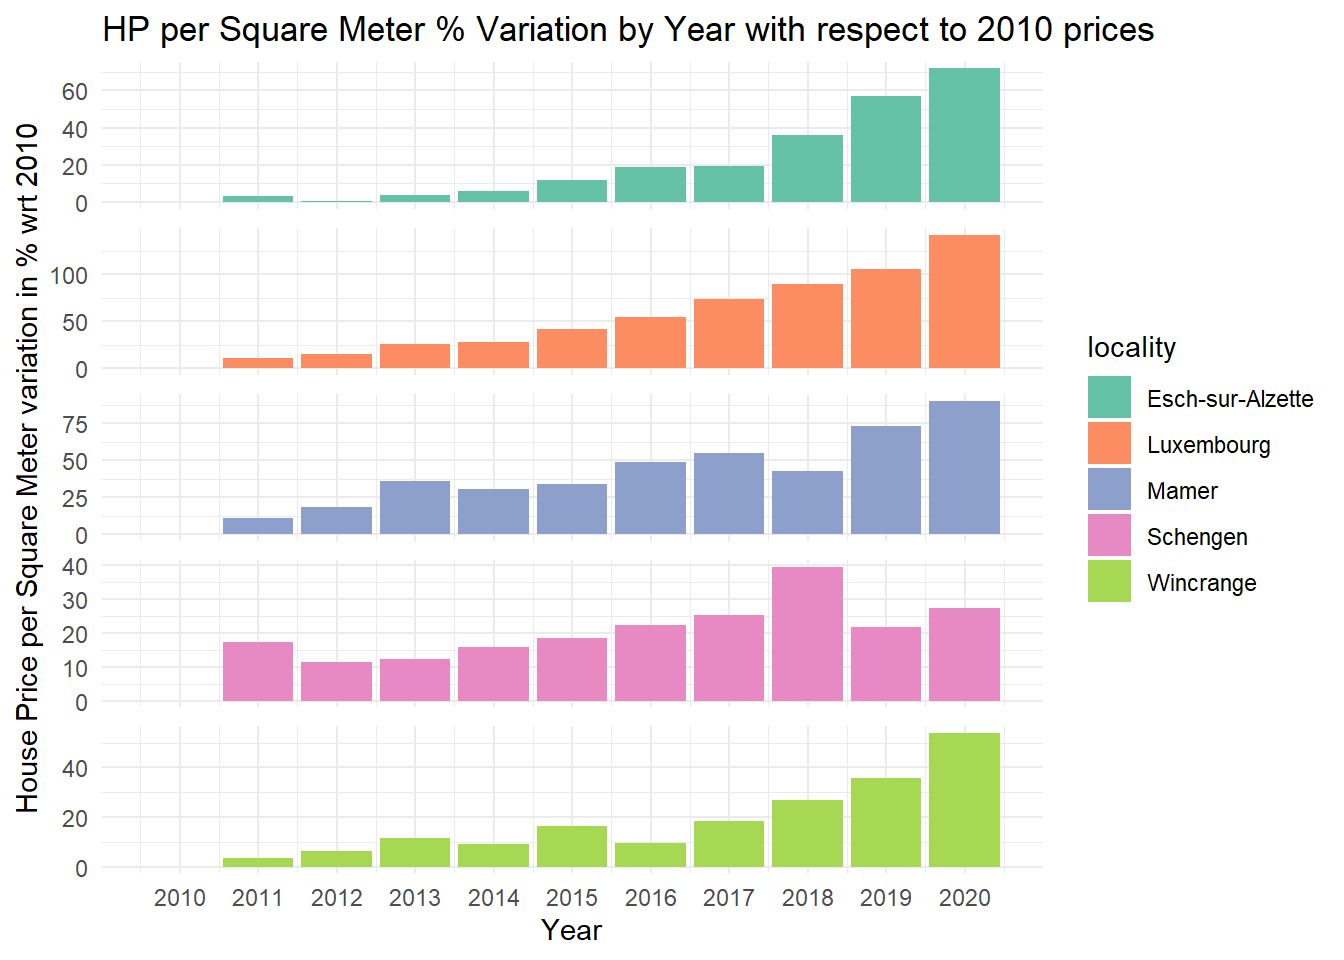 HP per Square Meter % Variation by Year with respect to 2010 prices
House Price per Square Meter variation in % wrt 2010
60
40
20
0
100
50
0
75
50
25
0
40
30
20
10
0
40
20
0
2010 2011 2012 2013 2014 2015 2016 2017 2018 2019 2020
Year
locality
Esch-sur-Alzette
Luxembourg
Mamer
Schengen
Wincrange